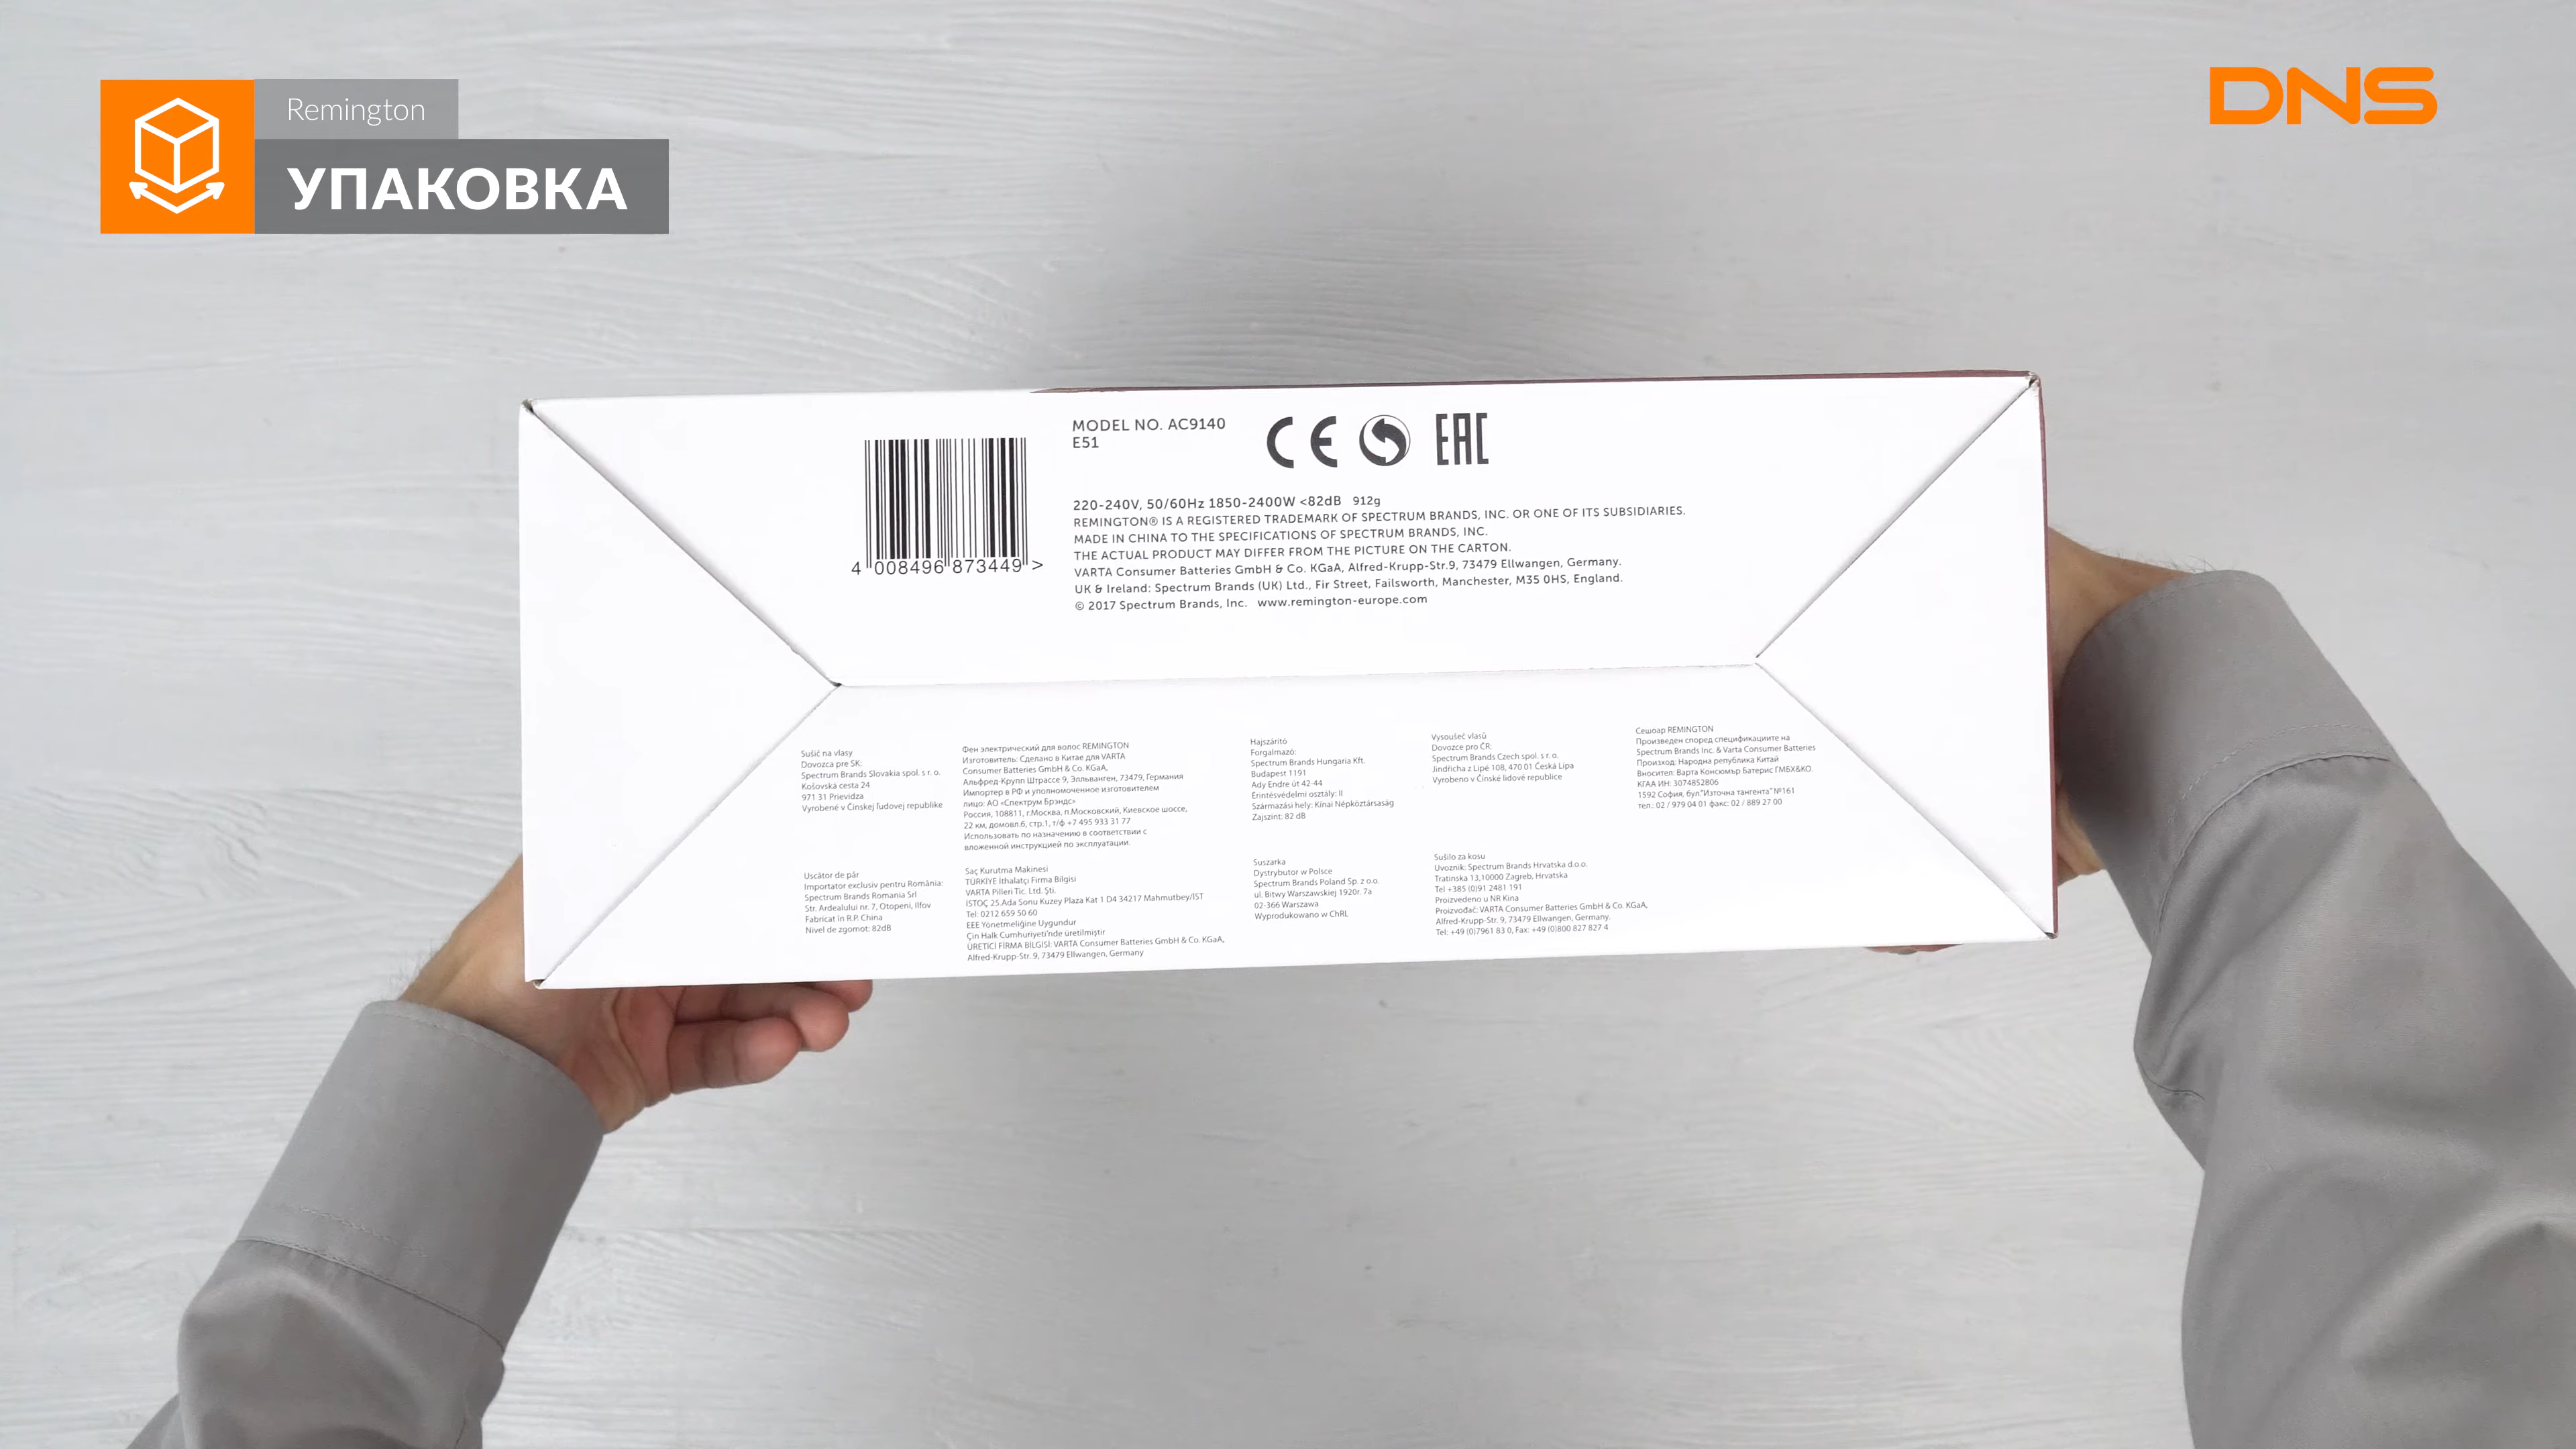 Remington
УПАКОВКА
DNS
MODEL NO. AC9140
E51
CE
EAC
4 008496 873449 >
220-240V, 50/60Hz 1850-2400W <82dB 912g
REMINGTON® IS A REGISTERED TRADEMARK OF SPECTRUM BRANDS, INC. OR ONE OF ITS SUBSIDIARIES.
MADE IN CHINA TO THE SPECIFICATIONS OF SPECTRUM BRANDS, INC.
THE ACTUAL PRODUCT MAY DIFFER FROM THE PICTURE ON THE CARTON.
VARTA Consumer Batteries GmbH & Co. KGaA, Alfred-Krupp-Str.9, 73479 Ellwangen, Germany.
UK & Ireland: Spectrum Brands (UK) Ltd., Fir Street, Failsworth, Manchester, M35 0HS, England.
© 2017 Spectrum Brands, Inc. www.remington-europe.com
Sušič na vlasy
Dovozca pre SK:
Spectrum Brands Slovakia spol. s r. o.
Košovská cesta 24
971 31 Prievidza
Vyrobené v Čínskej ľudovej republike
Фен электрический для волос REMINGTON
Изготовитель: Сделано в Китае для VARTA
Consumer Batteries GmbH & Co. KGaA,
Альфред-Крупп Штрассе 9, Элльванген, 73479, Германия
Импортер в РФ и уполномоченное изготовителем
лицо: АО «Спектрум Брэндс»
Россия, 108811, г.Москва, п.Московский, Киевское шоссе,
22 км, домовл.6, стр.1, т/ф +7 495 933 31 77
Использовать по назначению в соответствии с
вложенной инструкцией по эксплуатации.
Hajszárító
Forgalmazó:
Spectrum Brands Hungaria Kft.
Budapest 1191
Ady Endre út 42-44
Érintésvédelmi osztály: II
Származási hely: Kínai Népköztársaság
Zajszint: 82 dB
Vysoušeč vlasů
Dovozce pro ČR:
Spectrum Brands Czech spol. s r. o.
Jindřicha z Lipé 108, 470 01 Česká Lípa
Vyrobeno v Čínské lidové republice
Сешоар REMINGTON
Произведен според спецификациите на
Spectrum Brands Inc. & Varta Consumer Batteries
Произход: Народна република Китай
Вносител: Варта Консюмър Батерис ГМБХ&КО.
КГАА ИН: 3074852806
1592 София, бул."Източна тангента" №161
тел.: 02 / 979 04 01 факс: 02 / 889 27 00
Uscător de păr
Importator exclusiv pentru România:
Spectrum Brands Romania Srl
Str. Ardealului nr. 7, Otopeni, Ilfov
Fabricat în R.P. China
Nivel de zgomot: 82dB
Saç Kurutma Makinesi
TÜRKİYE İthalatçı Firma Bilgisi
VARTA Pilleri Tic. Ltd. Şti.
İSTOÇ 25.Ada Sonu Kuzey Plaza Kat 1 D4 34217 Mahmutbey/İST
Tel: 0212 659 50 60
EEE Yönetmeliğine Uygundur
Çin Halk Cumhuriyeti'nde üretilmiştir
ÜRETİCİ FİRMA BİLGİSİ: VARTA Consumer Batteries GmbH & Co. KGaA,
Alfred-Krupp-Str. 9, 73479 Ellwangen, Germany
Suszarka
Dystrybutor w Polsce
Spectrum Brands Poland Sp. z o.o.
ul. Bitwy Warszawskiej 1920r. 7a
02-366 Warszawa
Wyprodukowano w ChRL
Sušilo za kosu
Uvoznik: Spectrum Brands Hrvatska d.o.o.
Tratinska 13,10000 Zagreb, Hrvatska
Tel +385 (0)91 2481 191
Proizvedeno u NR Kina
Proizvođač: VARTA Consumer Batteries GmbH & Co. KGaA,
Alfred-Krupp-Str. 9, 73479 Ellwangen, Germany.
Tel: +49 (0)7961 83 0, Fax: +49 (0)800 827 827 4